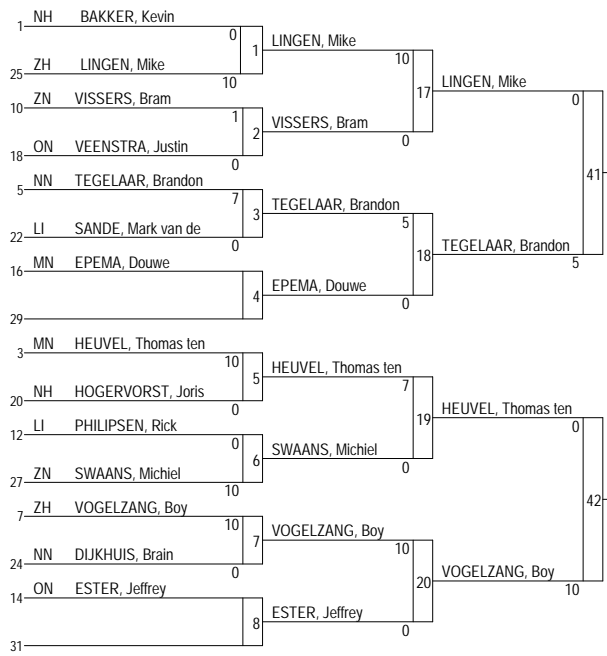 1 NH BAKKER, Kevin
0 1 LINGEN, Mike
25 ZH LINGEN, Mike 10
10 17 LINGEN, Mike
10 ZN VISSERS, Bram
1 2 VISSERS, Bram 0
18 ON VEENSTRA, Justin 0
0 41
5 NN TEGELAAR, Brandon
7 3 TEGELAAR, Brandon
22 LI SANDE, Mark van de 0
5 18 TEGELAAR, Brandon 5
16 MN EPEMA, Douwe
4 EPEMA, Douwe 0
29
3 MN HEUVEL, Thomas ten
10 5 HEUVEL, Thomas ten
20 NH HOGERVORST, Joris 0
7 19 HEUVEL, Thomas ten
12 LI PHILIPSEN, Rick
0 6 SWAANS, Michiel 0
27 ZN SWAANS, Michiel 10
0 42
7 ZH VOGELZANG, Boy
10 7 VOGELZANG, Boy
24 NN DIJKHUIS, Brain 0
10 20 VOGELZANG, Boy 10
14 ON ESTER, Jeffrey
8 ESTER, Jeffrey 0
31